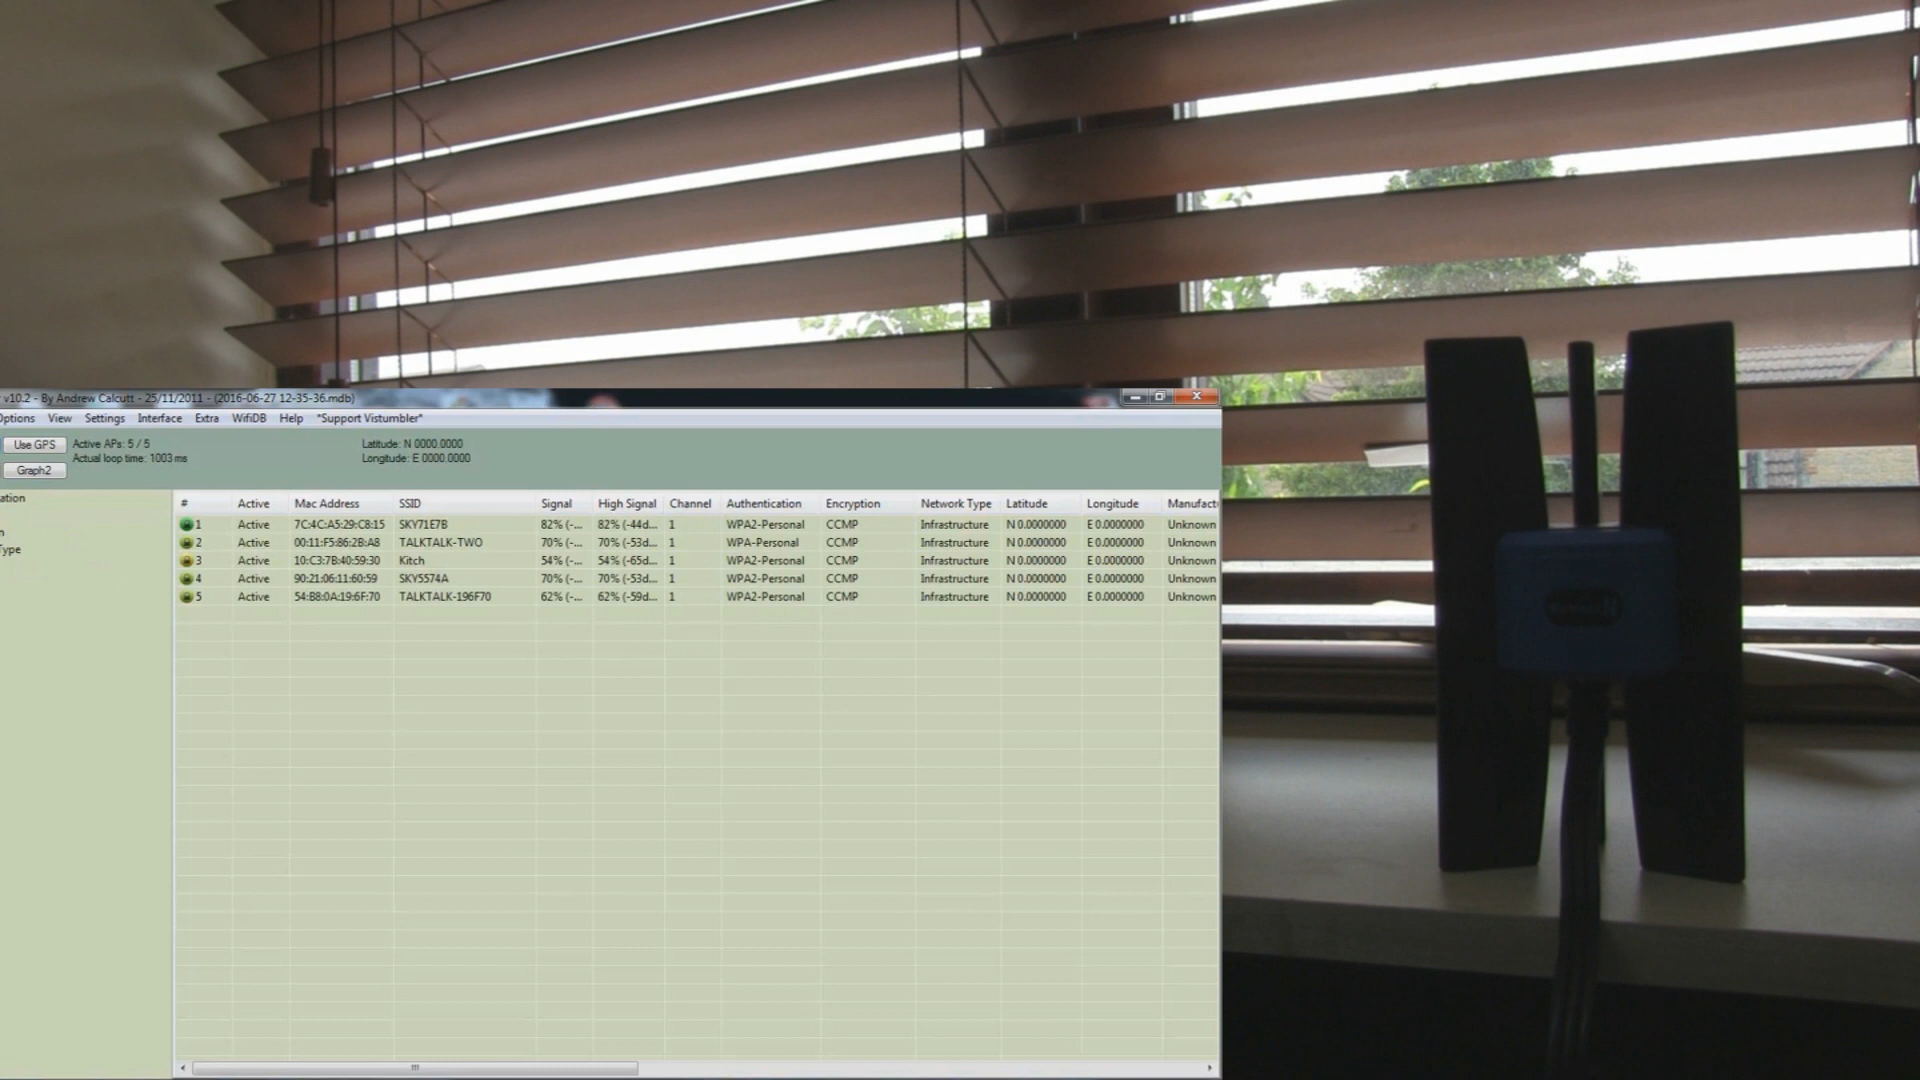 v10.2 - By Andrew Calcutt - 25/11/2011 - (2016-06-27 12-35-36.mdb)
Options View Settings Interface Extra WifiDB Help *Support Vistumbler*
Use GPS Active APs: 5 / 5 Latitude: N 0000.0000
Actual loop time: 1003 ms Longitude: E 0000.0000
Graph2
ation
n
Type
# Active Mac Address SSID Signal High Signal Channel Authentication Encryption Network Type Latitude Longitude Manufact
1 Active 7C:4C:A5:29:C8:15 SKY71E7B 82% (-... 82% (-44d... 1 WPA2-Personal CCMP Infrastructure N 0.0000000 E 0.0000000 Unknown
2 Active 00:11:F5:86:2B:A8 TALKTALK-TWO 70% (-... 70% (-53d... 1 WPA-Personal CCMP Infrastructure N 0.0000000 E 0.0000000 Unknown
3 Active 10:C3:7B:40:59:30 Kitch 54% (-... 54% (-65d... 1 WPA2-Personal CCMP Infrastructure N 0.0000000 E 0.0000000 Unknown
4 Active 90:21:06:11:60:59 SKY5574A 70% (-... 70% (-53d... 1 WPA2-Personal CCMP Infrastructure N 0.0000000 E 0.0000000 Unknown
5 Active 54:B8:0A:19:6F:70 TALKTALK-196F70 62% (-... 62% (-59d... 1 WPA2-Personal CCMP Infrastructure N 0.0000000 E 0.0000000 Unknown